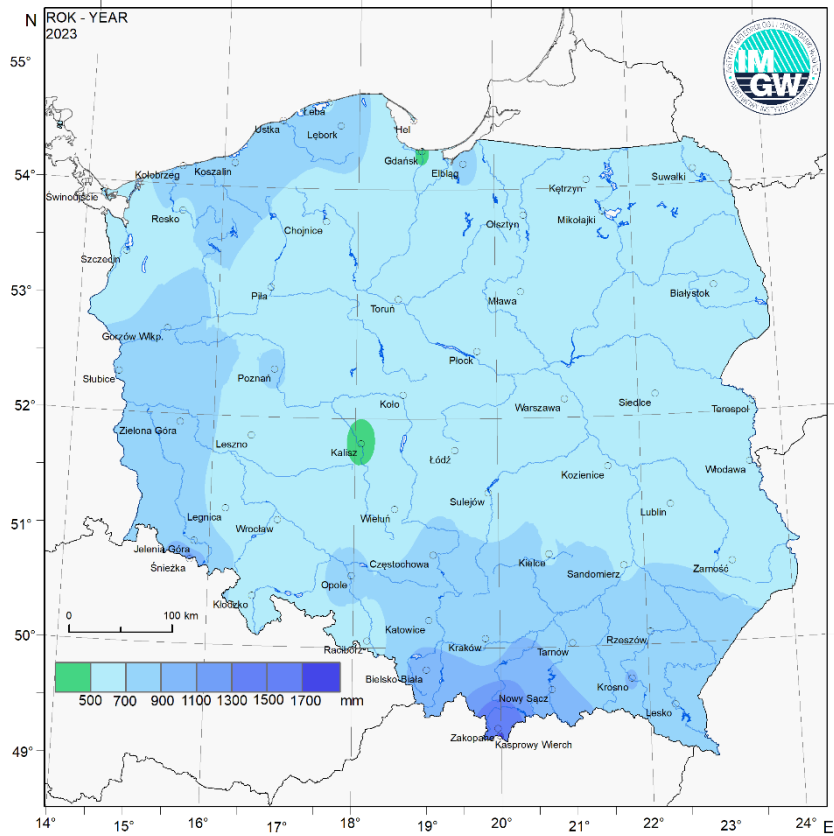 N
ROK - YEAR
2023
IMGW
55°
Łeba
Ustka
Lębork
Hel
Gdańsk
54°
Kołobrzeg
Koszalin
Elbląg
Kętrzyn
Suwałki
Świnoujście
Resko
Chojnice
Olsztyn
Mikołajki
Szczecin
53°
Piła
Toruń
Mława
Białystok
Gorzów Wlkp.
Płock
Słubice
Poznań
52°
Koło
Warszawa
Siedlce
Terespol
Zielona Góra
Leszno
Kalisz
Łódź
Kozienice
Włodawa
51°
Legnica
Wrocław
Wieluń
Sulejów
Lublin
Jelenia Góra
Śnieżka
Częstochowa
Kielce
Sandomierz
Zamość
Opole
Kłodzko
0 100 km
50°
Katowice
Racibórz
Kraków
Tarnów
Rzeszów
Bielsko-Biała
Nowy Sącz
Krosno
Lesko
500 700 900 1100 1300 1500 1700 mm
49°
Zakopane
Kasprowy Wierch
14 15° 16° 17° 18° 19° 20° 21° 22° 23° 24° E